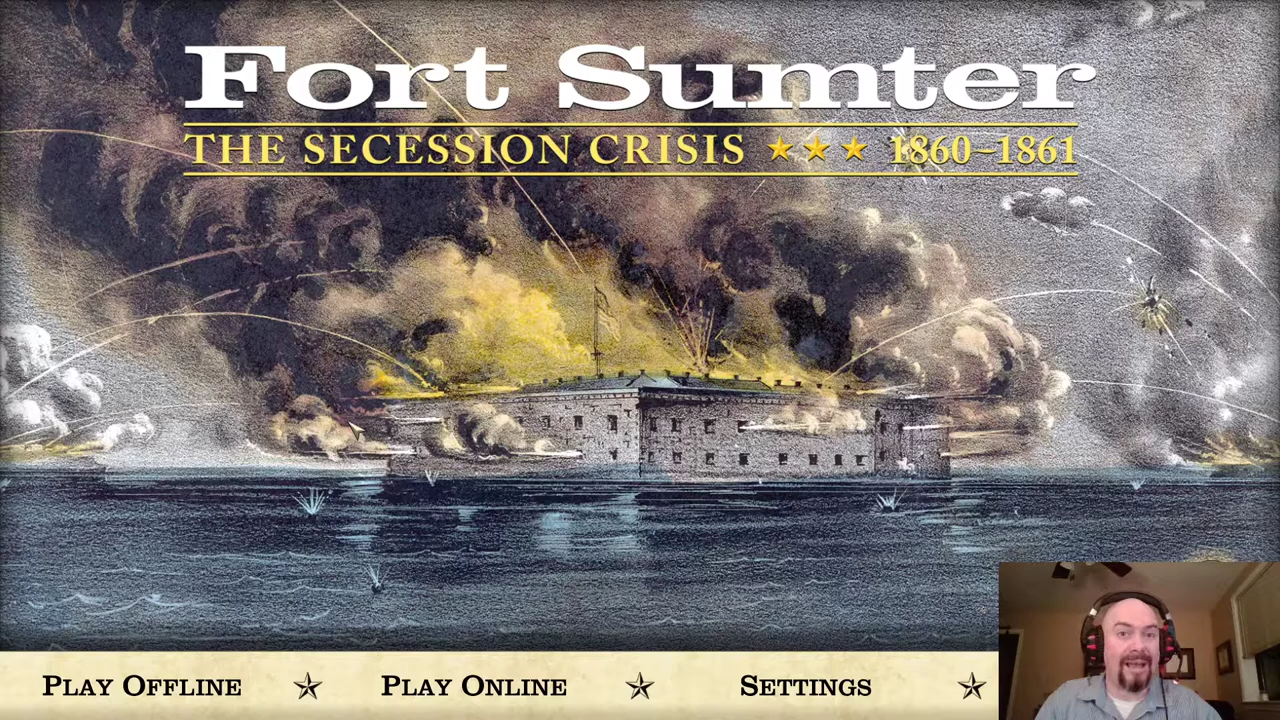 Fort Sumter
THE SECESSION CRISIS ★★★ 1860–1861
PLAY OFFLINE ★ PLAY ONLINE ★ SETTINGS ★